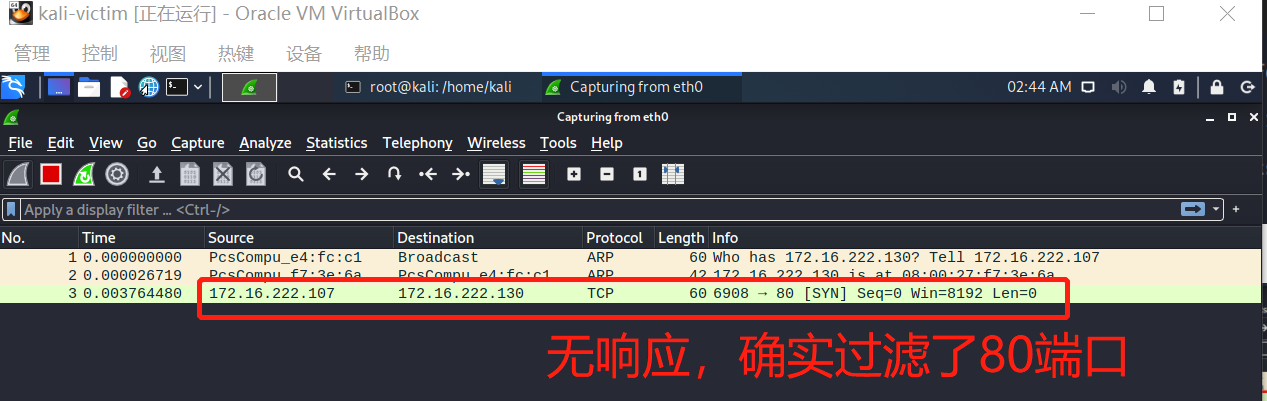 kali-victim [正在运行] - Oracle VM VirtualBox
管理 控制 视图 热键 设备 帮助
root@kali: /home/kali Capturing from eth0 02:44 AM
Capturing from eth0
File Edit View Go Capture Statistics Analyze Telephony Wireless Tools Help
Apply a display filter … <Ctrl-/>
No. Time Source Destination Protocol Length Info
1 0.000000000 PcsCompu_e4:fc:c1 Broadcast ARP 60 Who has 172.16.222.130? Tell 172.16.222.107
2 0.000026719 PcsCompu_f7:3e:6a PcsCompu_e4:fc:c1 ARP 42 172.16.222.130 is at 08:00:27:f7:3e:6a
3 0.003764480 172.16.222.107 172.16.222.130 TCP 60 6908 → 80 [SYN] Seq=0 Win=8192 Len=0
无响应，确实过滤了80端口